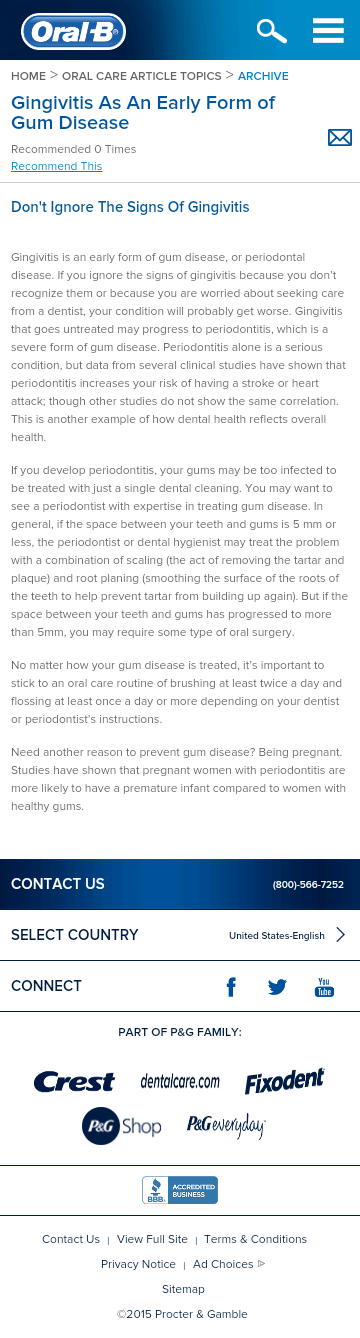 Oral-B
HOME > ORAL CARE ARTICLE TOPICS > ARCHIVE
Gingivitis As An Early Form of
Gum Disease
Recommended 0 Times
Recommend This
Don't Ignore The Signs Of Gingivitis
Gingivitis is an early form of gum disease, or periodontal
disease. If you ignore the signs of gingivitis because you don't
recognize them or because you are worried about seeking care
from a dentist, your condition will probably get worse. Gingivitis
that goes untreated may progress to periodontitis, which is a
severe form of gum disease. Periodontitis alone is a serious
condition, but data from several clinical studies have shown that
periodontitis increases your risk of having a stroke or heart
attack; though other studies do not show the same correlation.
This is another example of how dental health reflects overall
health.
If you develop periodontitis, your gums may be too infected to
be treated with just a single dental cleaning. You may want to
see a periodontist with expertise in treating gum disease. In
general, if the space between your teeth and gums is 5 mm or
less, the periodontist or dental hygienist may treat the problem
with a combination of scaling (the act of removing the tartar and
plaque) and root planing (smoothing the surface of the roots of
the teeth to help prevent tartar from building up again). But if the
space between your teeth and gums has progressed to more
than 5mm, you may require some type of oral surgery.
No matter how your gum disease is treated, it's important to
stick to an oral care routine of brushing at least twice a day and
flossing at least once a day or more depending on your dentist
or periodontist's instructions.
Need another reason to prevent gum disease? Being pregnant.
Studies have shown that pregnant women with periodontitis are
more likely to have a premature infant compared to women with
healthy gums.
CONTACT US (800)-566-7252
SELECT COUNTRY United States-English
CONNECT You Tube
PART OF P&G FAMILY:
Crest dentalcare.com Fixodent
P&G Shop P&G everyday
BBB ACCREDITED BUSINESS
Contact Us | View Full Site | Terms & Conditions
Privacy Notice | Ad Choices
Sitemap
©2015 Procter & Gamble